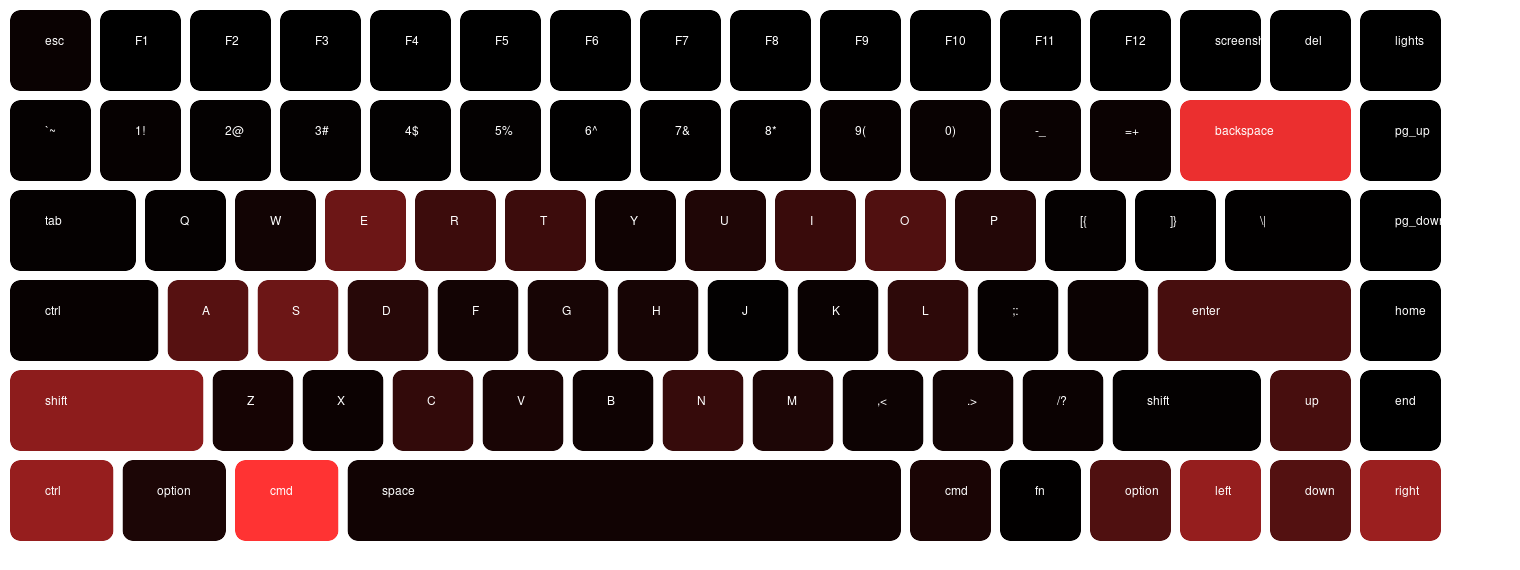 esc F1 F2 F3 F4 F5 F6 F7 F8 F9 F10 F11 F12 screensh del lights
`~ 1! 2@ 3# 4$ 5% 6^ 7& 8* 9( 0) -_ =+ backspace pg_up
tab Q W E R T Y U I O P [{ ]} \| pg_down
ctrl A S D F G H J K L ;: enter home
shift Z X C V B N M ,< .> /? shift up end
ctrl option cmd space cmd fn option left down right